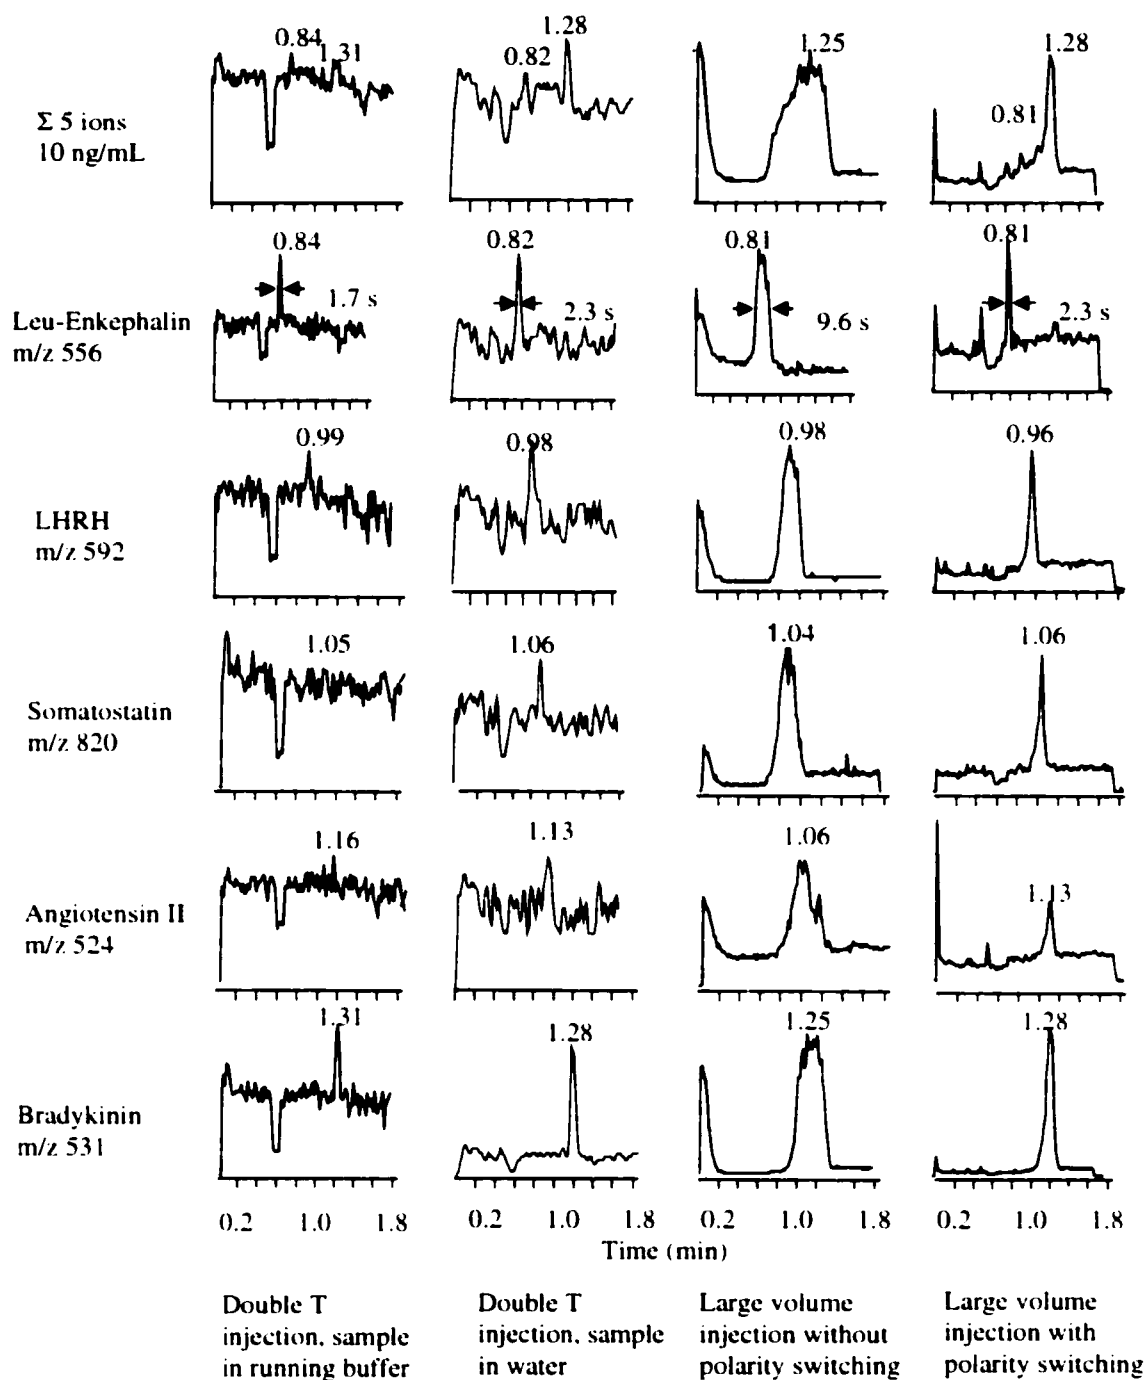 0.84
1.31
0.82
1.28
1.25
1.28
0.81
Σ 5 ions
10 ng/mL
0.84
0.82
0.81
0.81
1.7 s
2.3 s
9.6 s
2.3 s
Leu-Enkephalin
m/z 556
0.99
0.98
0.98
0.96
LHRH
m/z 592
1.05
1.06
1.04
1.06
Somatostatin
m/z 820
1.16
1.13
1.06
1.13
Angiotensin II
m/z 524
1.31
1.28
1.25
1.28
Bradykinin
m/z 531
0.2 1.0 1.8 0.2 1.0 1.8 0.2 1.0 1.8 0.2 1.0 1.8
Time (min)
Double T
injection, sample
in running buffer
Double T
injection, sample
in water
Large volume
injection without
polarity switching
Large volume
injection with
polarity switching